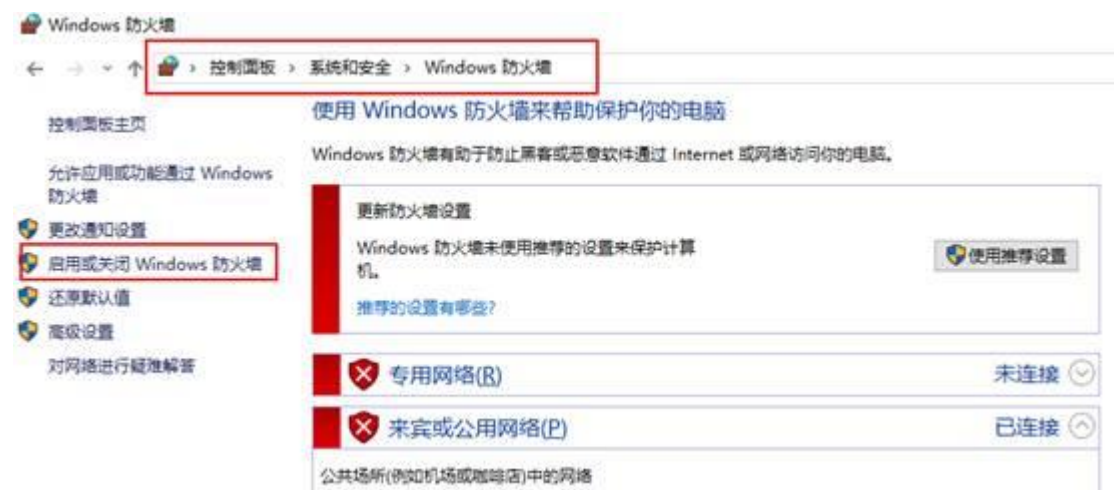 Windows 防火墙
控制面板 › 系统和安全 › Windows 防火墙
控制面板主页
允许应用或功能通过 Windows
防火墙
更改通知设置
启用或关闭 Windows 防火墙
还原默认值
高级设置
对网络进行疑难解答
使用 Windows 防火墙来帮助保护你的电脑
Windows 防火墙有助于防止黑客或恶意软件通过 Internet 或网络访问你的电脑。
更新防火墙设置
Windows 防火墙未使用推荐的设置来保护计算
机。
使用推荐设置
推荐的设置有哪些?
专用网络(R) 未连接
来宾或公用网络(P) 已连接
公共场所(例如机场或咖啡店)中的网络